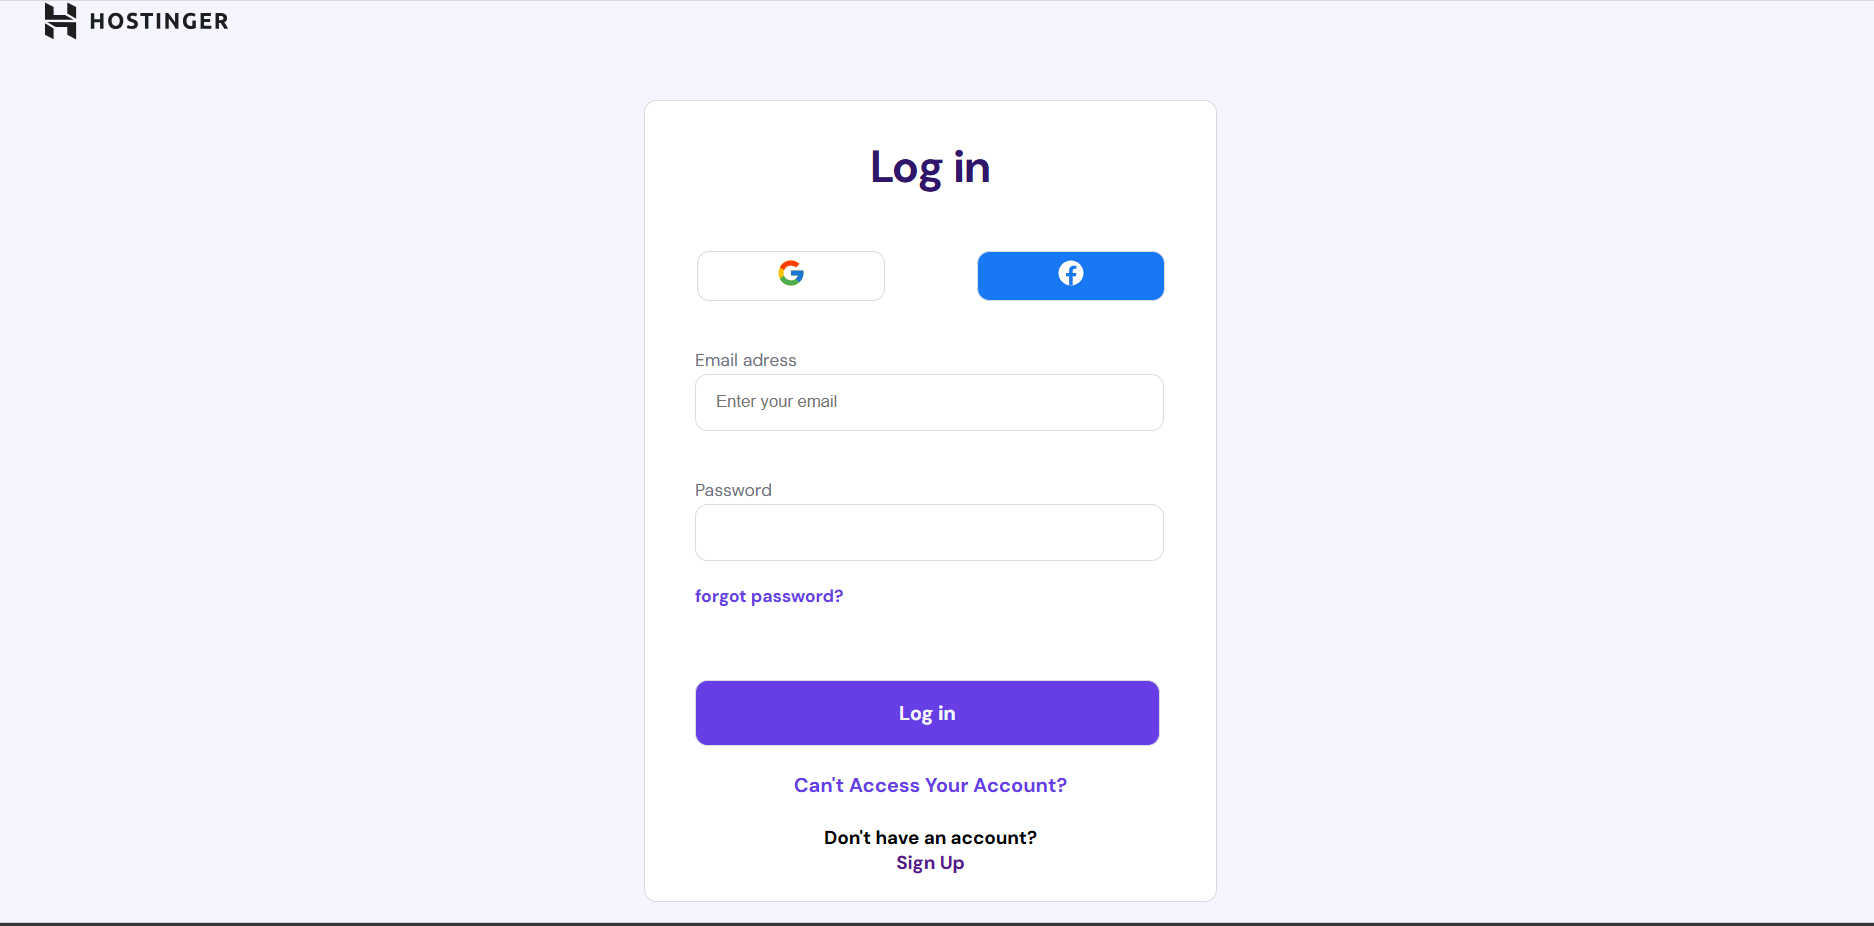 HOSTINGER
Log in
Email adress
Enter your email
Password
forgot password?
Log in
Can't Access Your Account?
Don't have an account?
Sign Up